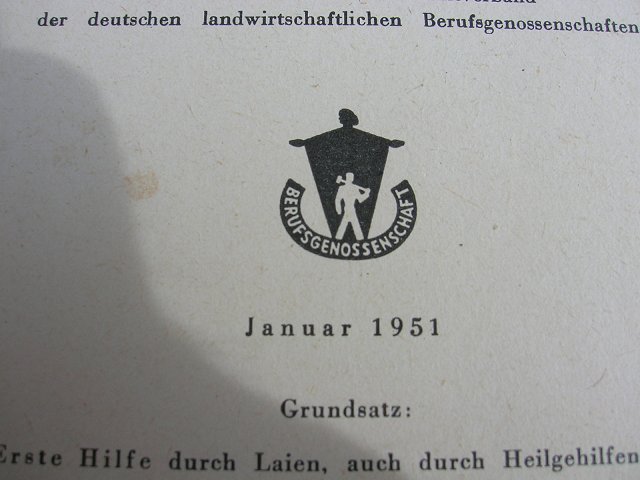 der deutschen landwirtschaftlichen Berufsgenossenschaften
BERUFSGENOSSENSCHAFT
Januar 1951
Grundsatz:
Erste Hilfe durch Laien, auch durch Heilgehilfen